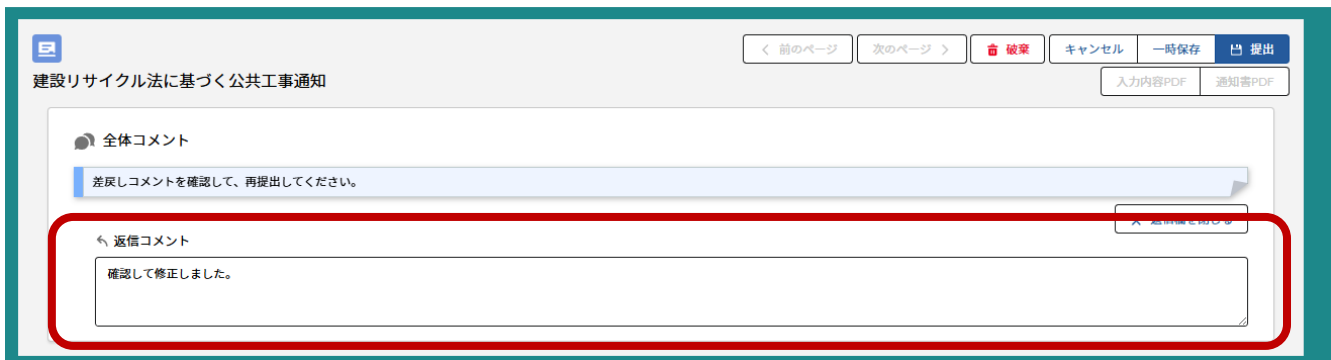 前のページ
次のページ
破棄
キャンセル
一時保存
提出
建設リサイクル法に基づく公共工事通知
入力内容PDF
通知書PDF
全体コメント
差戻しコメントを確認して、再提出してください。
返信コメント
確認して修正しました。